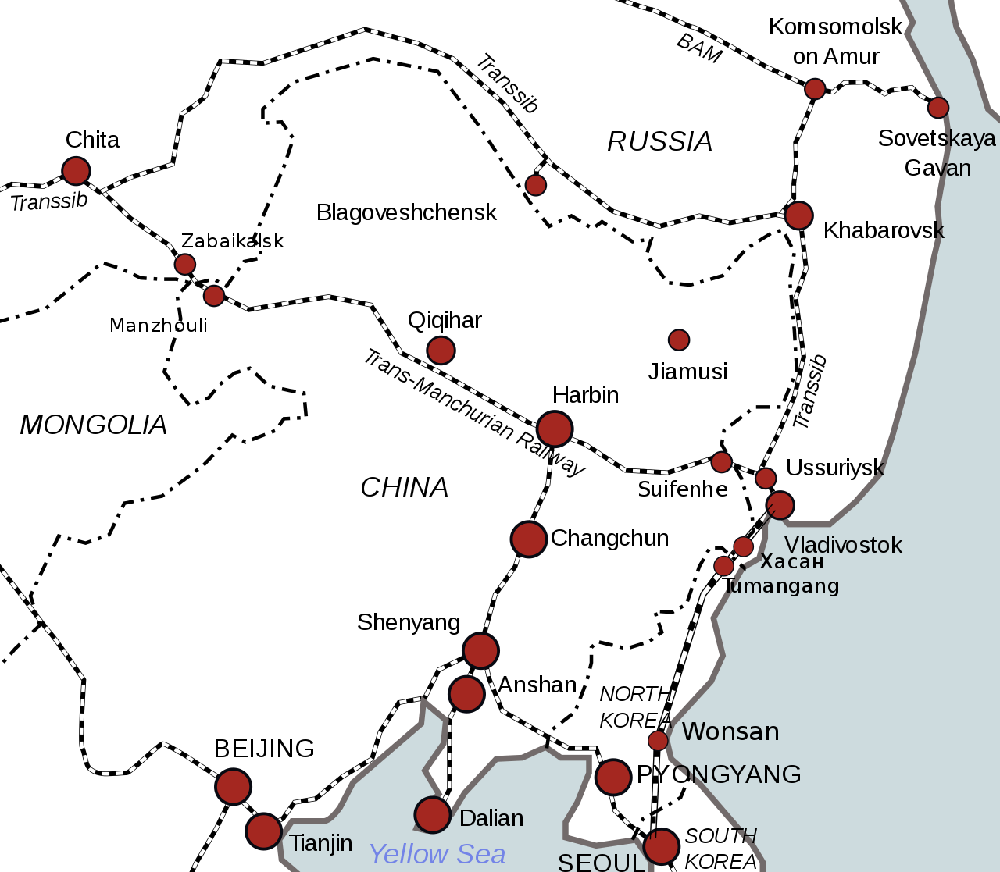 Komsomolsk
on Amur
BAM
Transsib
Chita
RUSSIA
Sovetskaya
Gavan
Transsib
Blagoveshchensk
Khabarovsk
Zabaikalsk
Manzhouli
Qiqihar
Jiamusi
Trans-Manchurian Railway
Harbin
Transsib
MONGOLIA
CHINA
Suifenhe
Ussuriysk
Changchun
Vladivostok
Хасан
Tumangang
Shenyang
Anshan
NORTH
KOREA
Wonsan
BEIJING
PYONGYANG
Dalian
Tianjin
Yellow Sea
SEOUL
SOUTH
KOREA